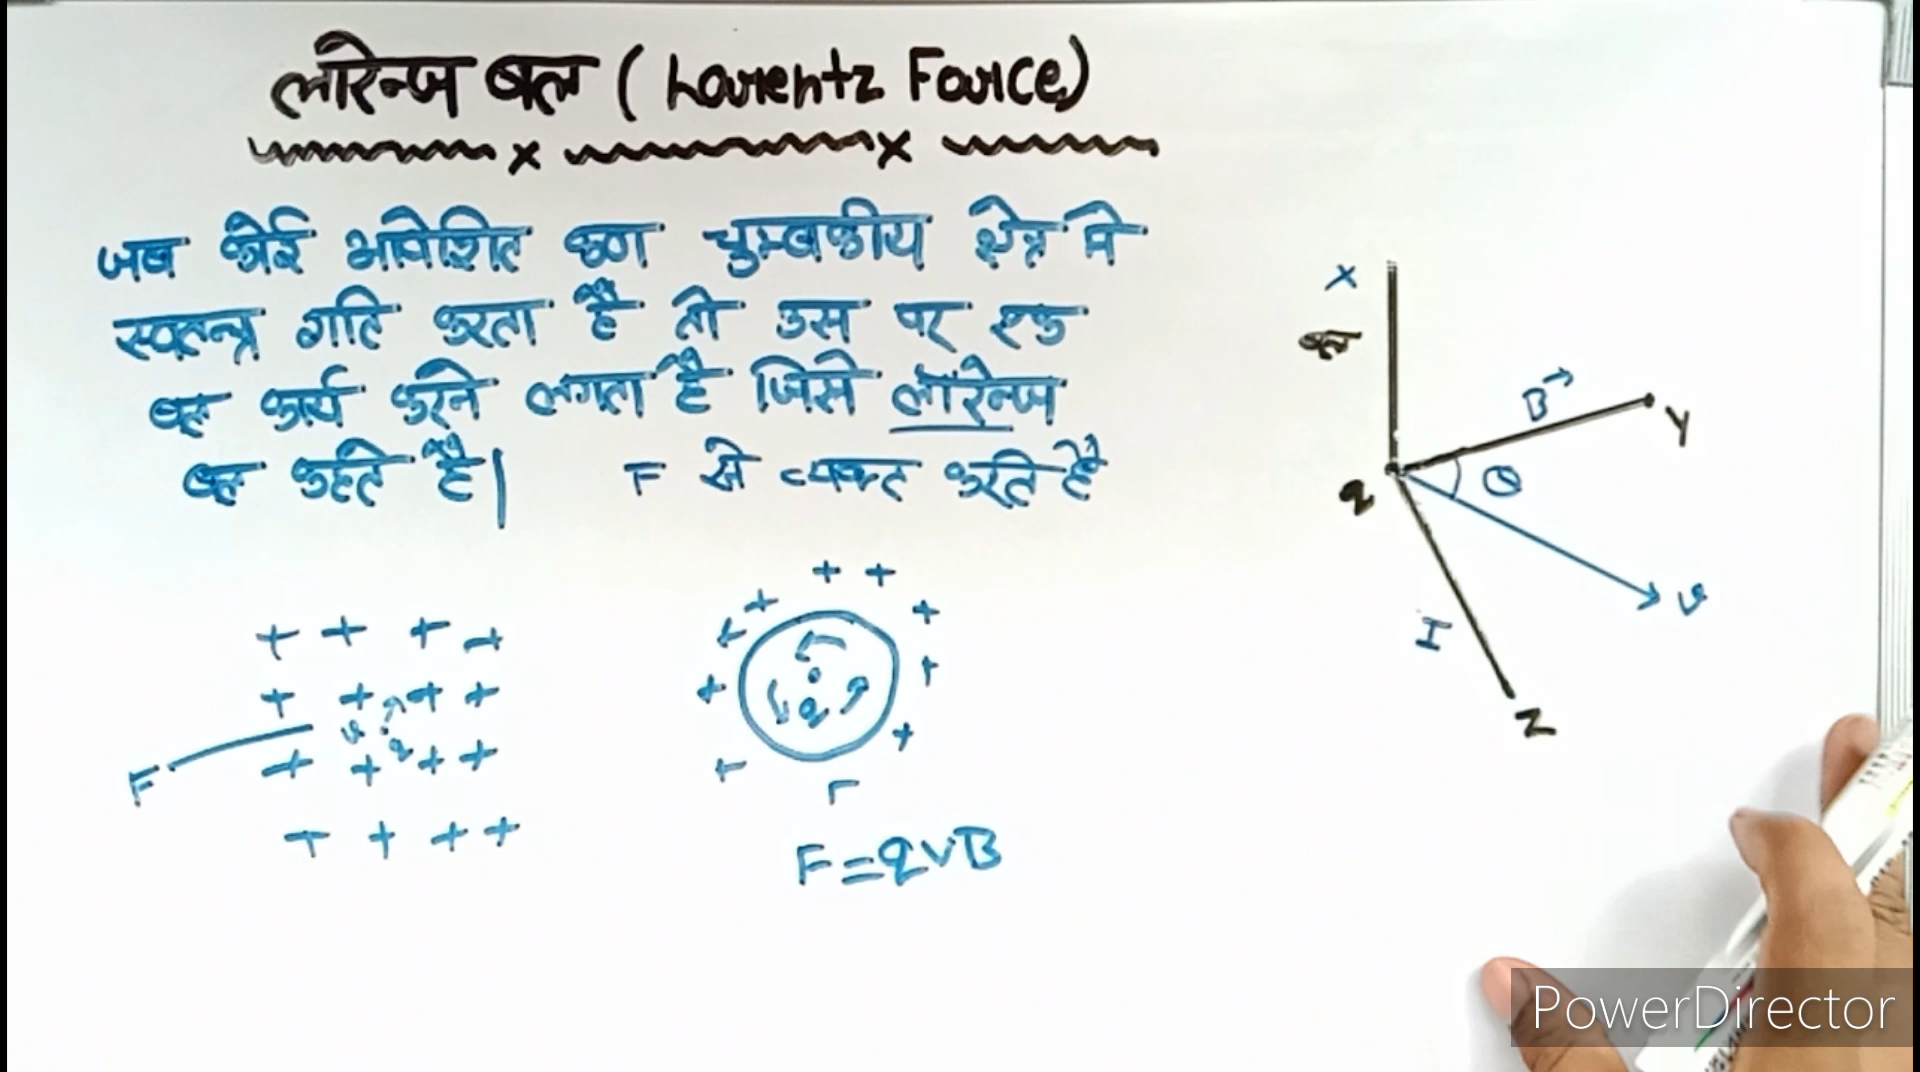 लॉरेन्ज बल ( Lorentz Force)
जब कोई आवेशित कण चुम्बकीय क्षेत्र मे
स्वतन्त्र गति करता है तो उस पर एक
बल कार्य करने लगता है जिसे लॉरेन्ज
बल कहते है| F से व्यक्त करते है
X
बल
B→
Y
q
θ
v
I
Z
+ + + +
+ + + +
v
q
F
+ + + +
+ + + +
+ +
+ +
+ +
+ +
q
+ +
F
F=qvB
PowerDirector